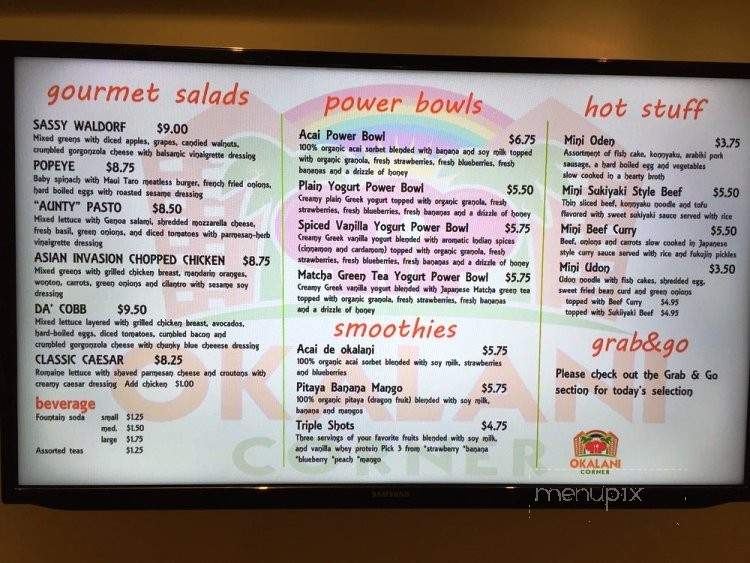 gourmet salads
SASSY WALDORF $9.00
Mixed greens with diced apples, grapes, candied walnuts,
crumbled gorgonzola cheese with balsamic vinaigrette dressing
POPEYE $8.75
Baby spinach with Maui Taro meatless burger, french fried onions,
hard boiled eggs with roasted sesame dressing
"AUNTY" PASTO $8.50
Mixed lettuce with Genoa salami, shredded mozzarella cheese,
fresh basil, green onions, and diced tomatoes with parmesan-herb
vinaigrette dressing
ASIAN INVASION CHOPPED CHICKEN $8.75
Mixed greens with grilled chicken breast, mandarin oranges,
wonton, carrots, green onions and cilantro with sesame soy
dressing
DA' COBB $9.50
Mixed lettuce layered with grilled chicken breast, avocados,
hard-boiled eggs, diced tomatoes, cumbled bacon and
crumbled gorgonzola cheese with chunky blue cheese dressing
CLASSIC CAESAR $8.25
Romaine lettuce with shaved parmesan cheese and croutons with
creamy caesar dressing Add chicken $1.00
beverage
Fountain soda small $1.25
med. $1.50
large $1.75
Assorted teas $1.25
power bowls
Acai Power Bowl $6.75
100% organic acai sorbet blended with banana and soy milk topped
with organic granola, fresh strawberries, fresh blueberries, fresh
bananas and a drizzle of honey
Plain Yogurt Power Bowl $5.50
Creamy plain Greek yogurt topped with organic granola, fresh
strawberries, fresh blueberries, fresh bananas and a drizzle of honey
Spiced Vanilla Yogurt Power Bowl $5.75
Creamy Greek vanilla yogurt blended with aromatic Indian spices
(cinnamon and cardamom) topped with organic granola, fresh
strawberries, fresh blueberries, fresh bananas and a drizzle of honey
Matcha Green Tea Yogurt Power Bowl $5.75
Creamy Greek vanilla yogurt blended with Japanese Matcha green tea
topped with organic granola, fresh strawberries, fresh bananas
and a drizzle of honey
smoothies
Acai de okalani $5.75
100% organic acai sorbet blended with soy milk, strawberries
and blueberries
Pitaya Banana Mango $5.75
100% organic pitaya (dragon fruit) blended with soy milk,
banana and mangos
Triple Shots $4.75
Three servings of your favorite fruits blended with soy milk,
and vanilla whey protein Pick 3 from *strawberry *banana
*blueberry *peach *mango
hot stuff
Mini Oden $3.75
Assortment of fish cake, konnyaku, arabiki pork
sausage, a hard boiled egg and vegetables
slow cooked in a hearty broth
Mini Sukiyaki Style Beef $5.50
Thin sliced beef, konnyaku noodle and tofu
flavored with sweet sukiyaki sauce served with rice
Mini Beef Curry $5.50
Beef, onions and carrots slow cooked in Japanese
style curry sauce served with rice and fukujin pickles
Mini Udon $3.50
Udon noodle with fish cakes, shredded egg,
sweet fried bean curd and green onions
topped with Beef Curry $4.95
topped with Sukiiyaki Beef $4.95
grab&go
Please check out the Grab & Go
section for today's selection
OKALANI
CORNER
OKALANI
CORNER
SAMSUNG
menupix